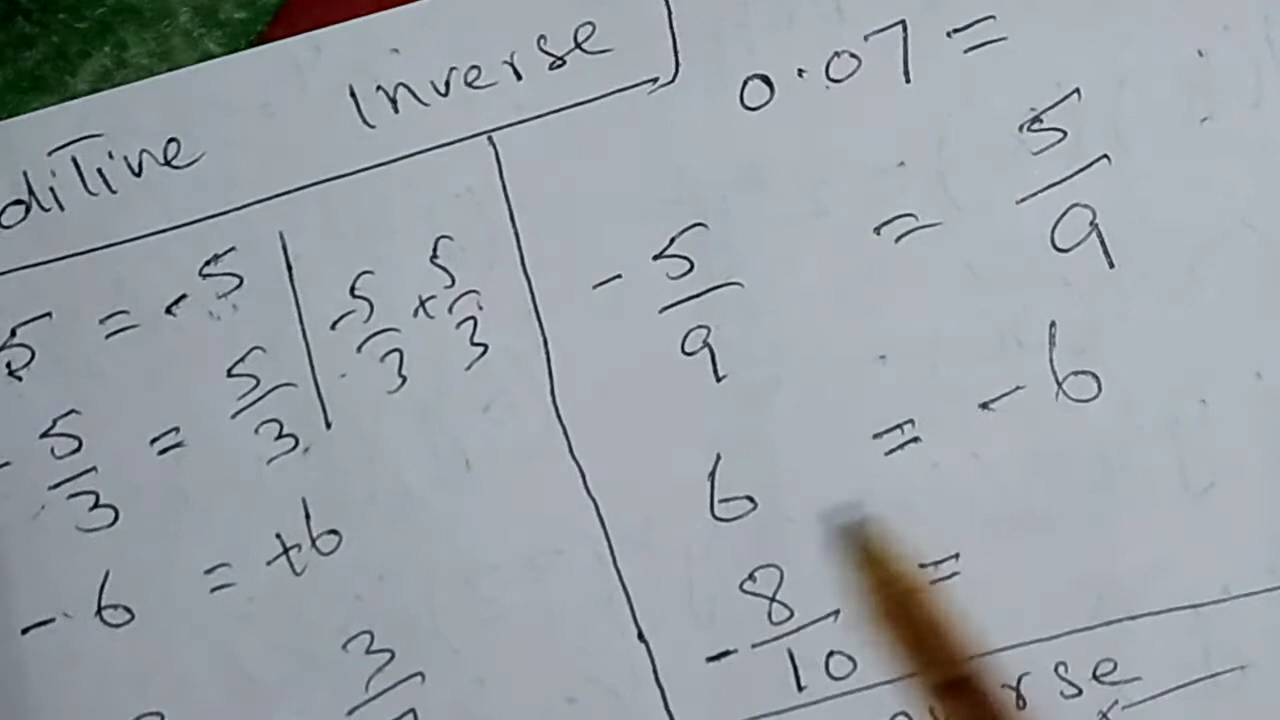 ditive Inverse
5 = -5
-5/3 × 5/3
-5/3 = 5/3
-6 = +6
3
0.07 =
-5/9 = 5/9
6 = -6
-8/10 =
rse